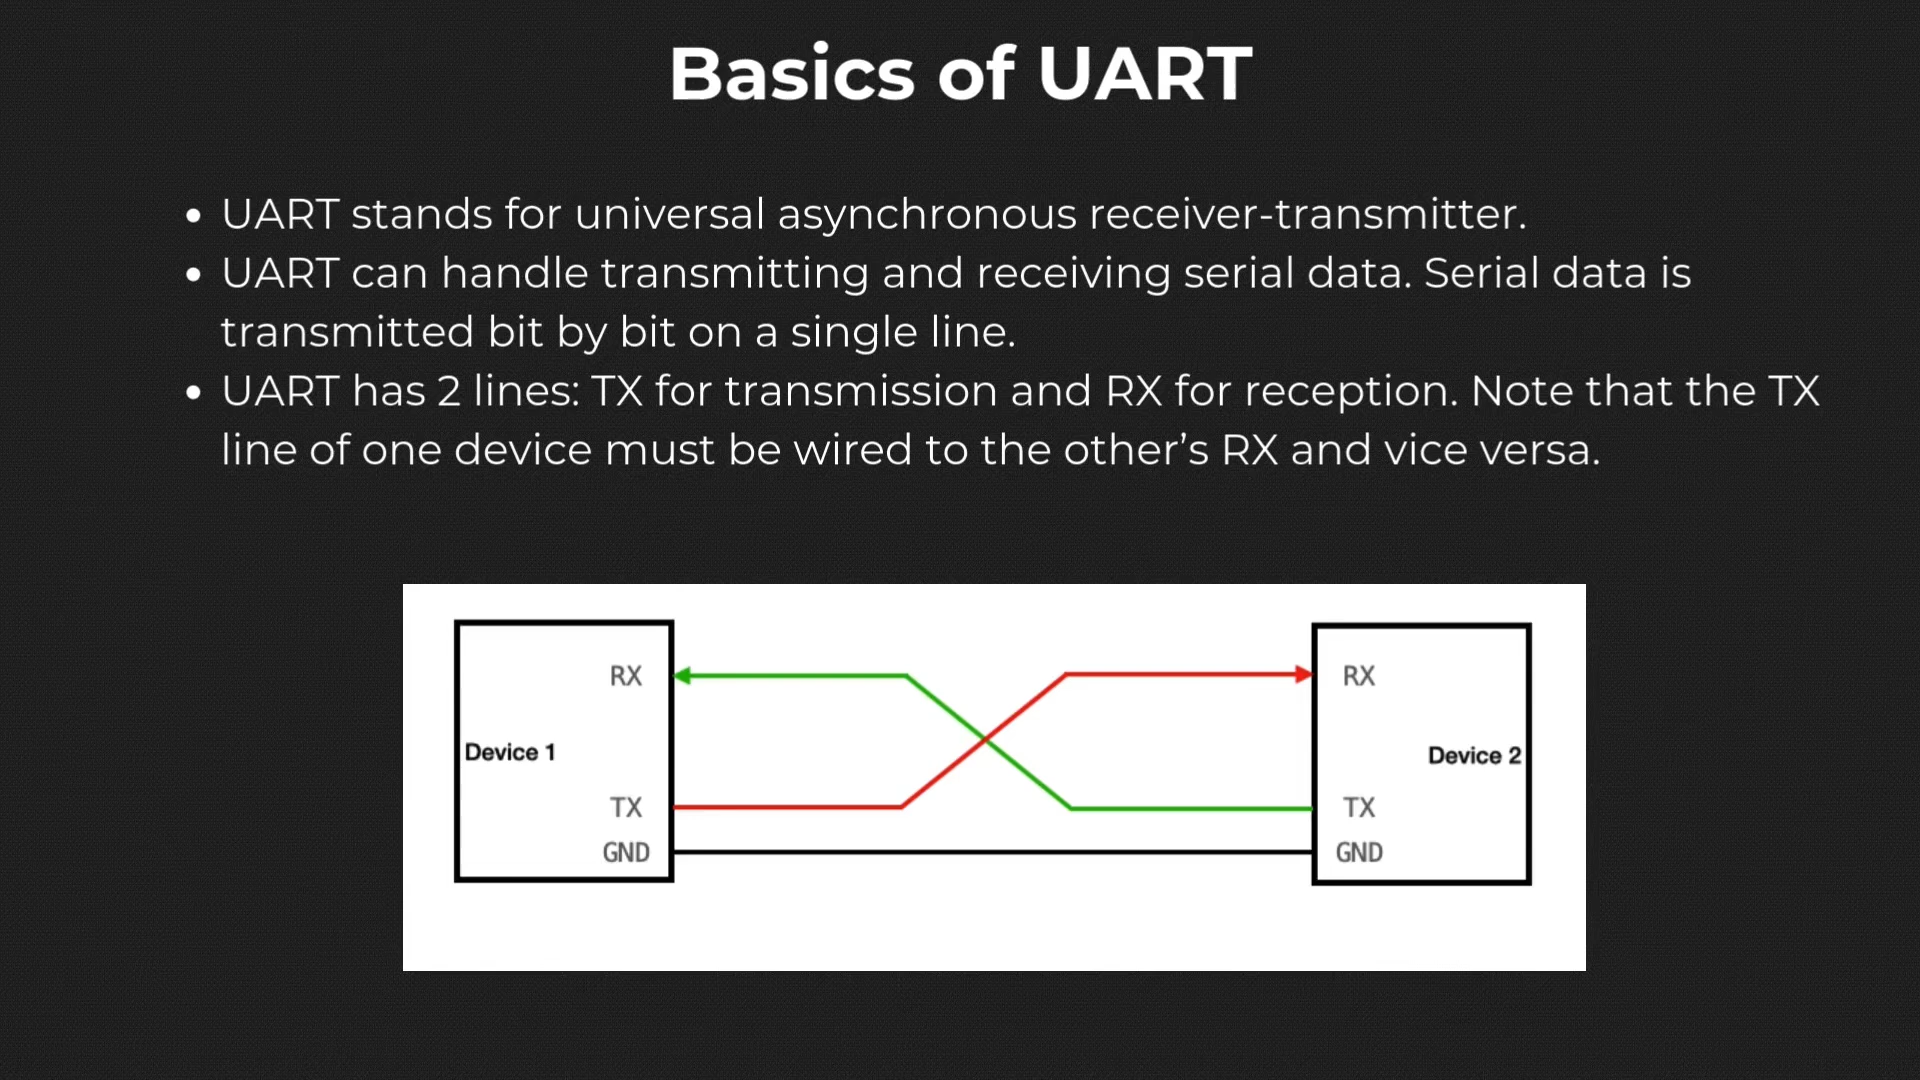 Basics of UART
• UART stands for universal asynchronous receiver-transmitter.
• UART can handle transmitting and receiving serial data. Serial data is
transmitted bit by bit on a single line.
• UART has 2 lines: TX for transmission and RX for reception. Note that the TX
line of one device must be wired to the other’s RX and vice versa.
RX
Device 1
TX
GND
RX
Device 2
TX
GND